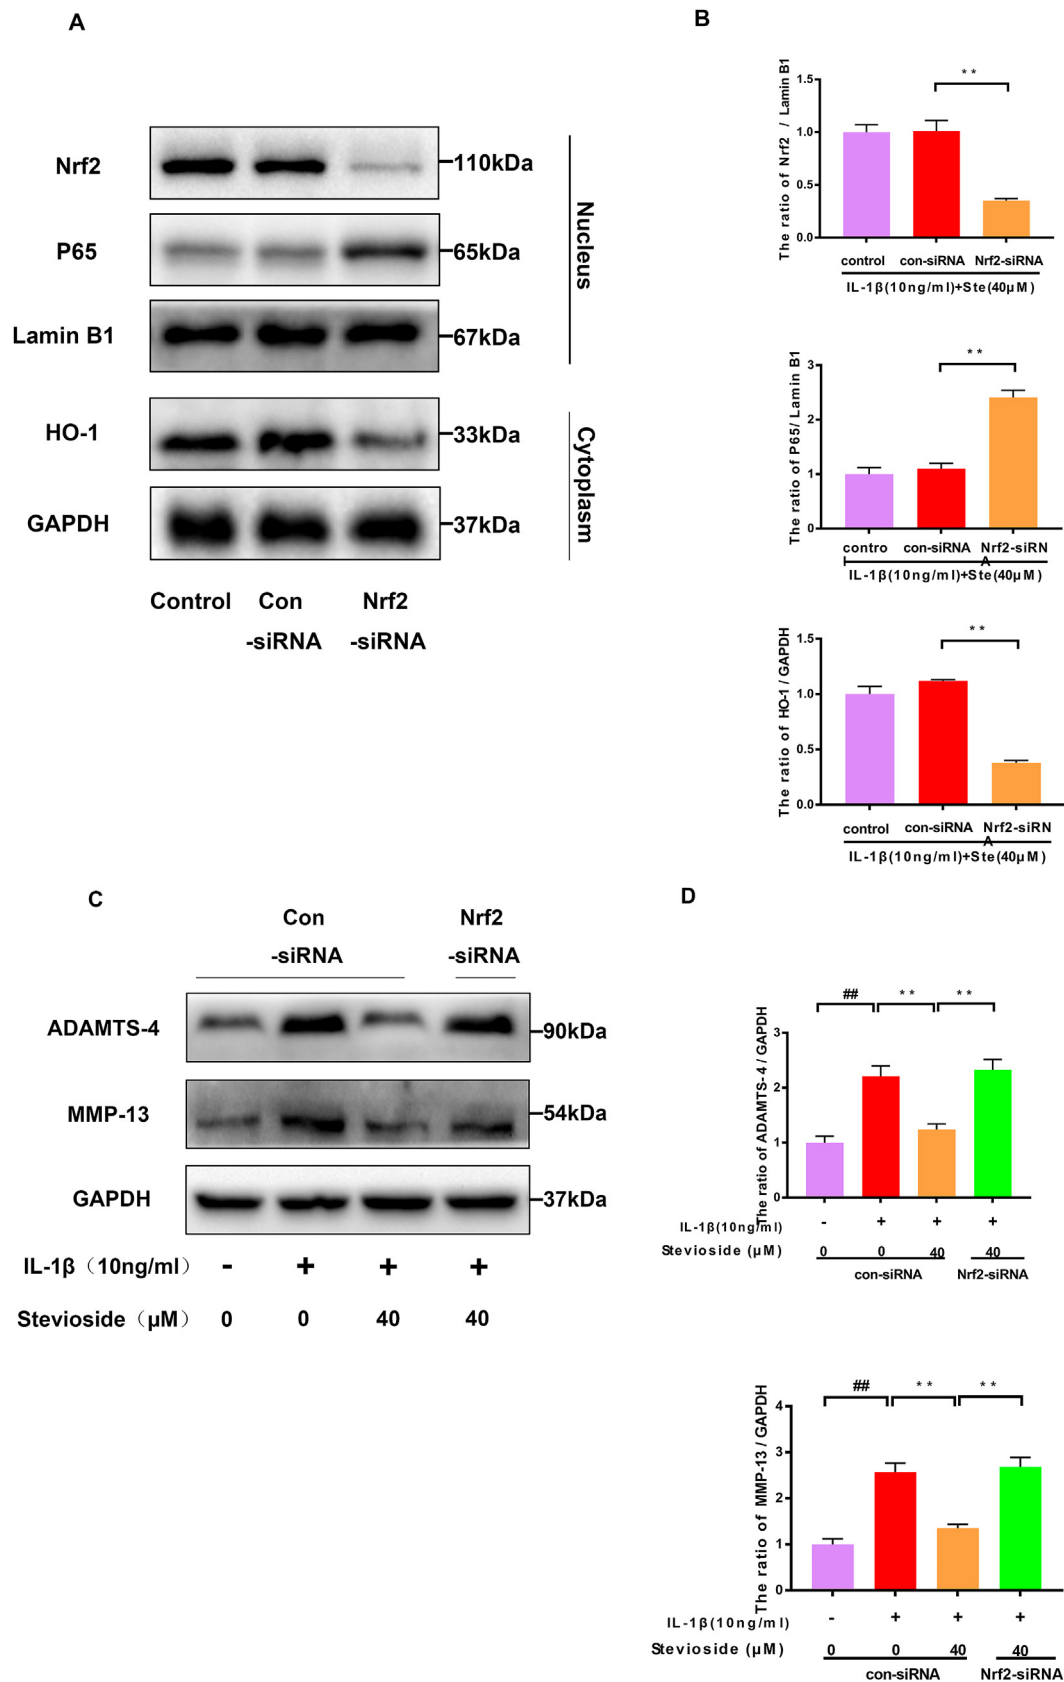 A
Nrf2
110kDa
P65
65kDa
Lamin B1
67kDa
Nucleus
HO-1
33kDa
GAPDH
37kDa
Cytoplasm
Control Con Nrf2
-siRNA -siRNA
B
The ratio of Nrf2 / Lamin B1
1.5
1.0
0.5
0.0
**
control con-siRNA Nrf2-siRNA
IL-1β(10ng/ml)+Ste(40μM)
The ratio of P65/ Lamin B1
3
2
1
0
**
contro con-siRNA Nrf2-siRN
A
IL-1β(10ng/ml)+Ste(40μM)
The ratio of HO-1 / GAPDH
1.5
1.0
0.5
0.0
**
control con-siRNA Nrf2-siRN
A
IL-1β(10ng/ml)+Ste(40μM)
C
Con Nrf2
-siRNA -siRNA
ADAMTS-4
90kDa
MMP-13
54kDa
GAPDH
37kDa
IL-1β（10ng/ml） - + + +
Stevioside（μM） 0 0 40 40
D
The ratio of ADAMTS-4 / GAPDH
3
2
1
0
## ** **
IL-1β(10ng/ml) - + + +
Stevioside (μM) 0 0 40 40
con-siRNA Nrf2-siRNA
The ratio of MMP-13 / GAPDH
4
3
2
1
0
## ** **
IL-1β(10ng/ml) - + + +
Stevioside (μM) 0 0 40 40
con-siRNA Nrf2-siRNA